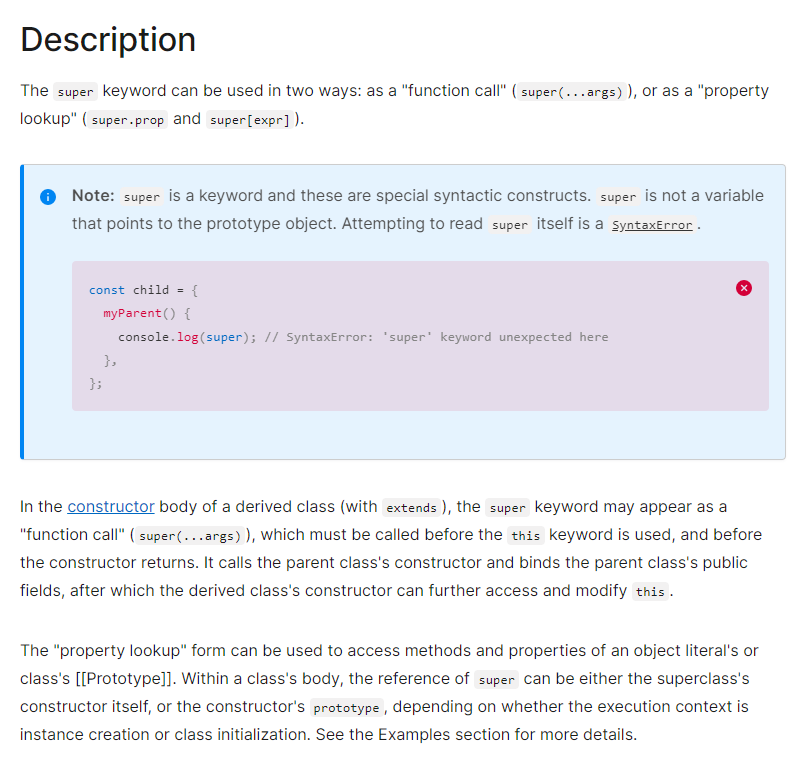 Description
The super keyword can be used in two ways: as a "function call" ( super(...args) ), or as a "property
lookup" ( super.prop and super[expr] ).
Note: super is a keyword and these are special syntactic constructs. super is not a variable
that points to the prototype object. Attempting to read super itself is a SyntaxError .
const child = {
  myParent() {
    console.log(super); // SyntaxError: 'super' keyword unexpected here
  },
};
In the constructor body of a derived class (with extends ), the super keyword may appear as a
"function call" ( super(...args) ), which must be called before the this keyword is used, and before
the constructor returns. It calls the parent class's constructor and binds the parent class's public
fields, after which the derived class's constructor can further access and modify this .
The "property lookup" form can be used to access methods and properties of an object literal's or
class's [[Prototype]]. Within a class's body, the reference of super can be either the superclass's
constructor itself, or the constructor's prototype , depending on whether the execution context is
instance creation or class initialization. See the Examples section for more details.